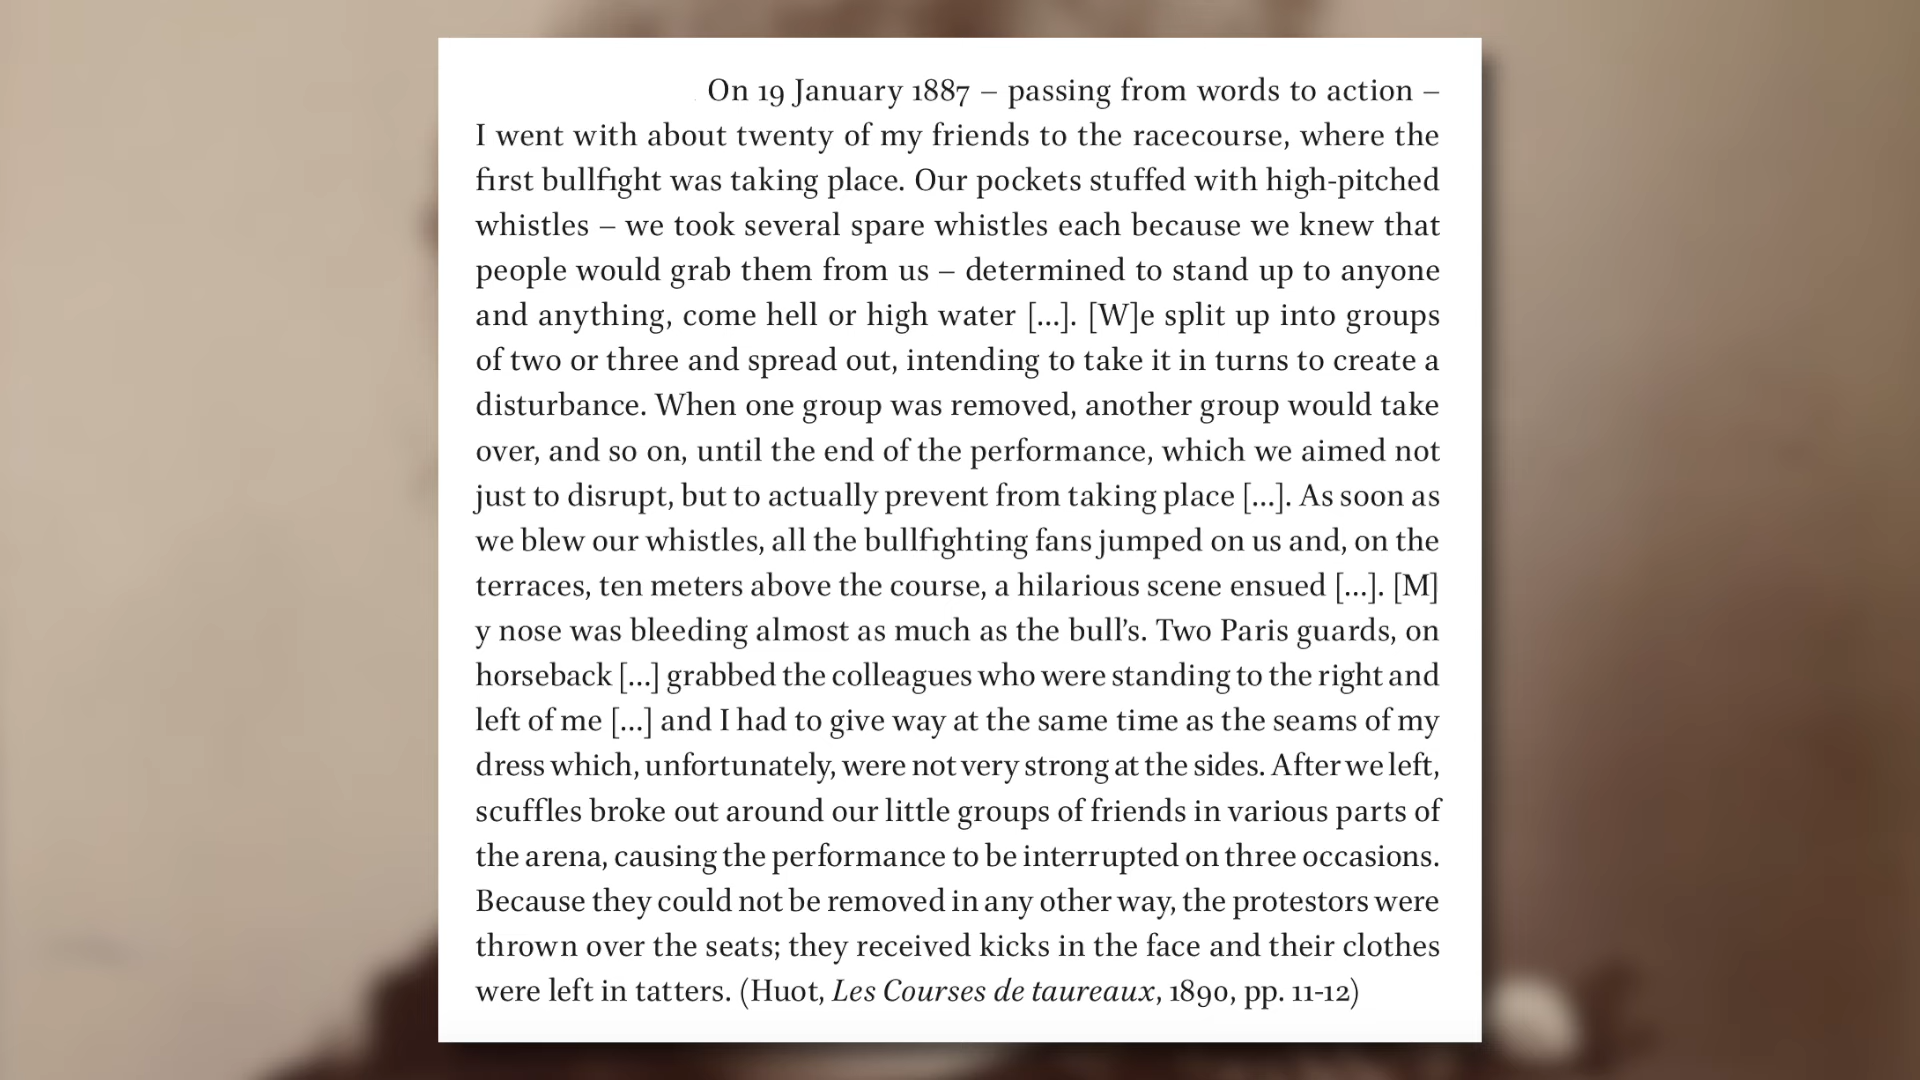 On 19 January 1887 – passing from words to action –
I went with about twenty of my friends to the racecourse, where the
first bullfight was taking place. Our pockets stuffed with high-pitched
whistles – we took several spare whistles each because we knew that
people would grab them from us – determined to stand up to anyone
and anything, come hell or high water [...]. [W]e split up into groups
of two or three and spread out, intending to take it in turns to create a
disturbance. When one group was removed, another group would take
over, and so on, until the end of the performance, which we aimed not
just to disrupt, but to actually prevent from taking place [...]. As soon as
we blew our whistles, all the bullfighting fans jumped on us and, on the
terraces, ten meters above the course, a hilarious scene ensued [...]. [M]
y nose was bleeding almost as much as the bull's. Two Paris guards, on
horseback [...] grabbed the colleagues who were standing to the right and
left of me [...] and I had to give way at the same time as the seams of my
dress which, unfortunately, were not very strong at the sides. After we left,
scuffles broke out around our little groups of friends in various parts of
the arena, causing the performance to be interrupted on three occasions.
Because they could not be removed in any other way, the protestors were
thrown over the seats; they received kicks in the face and their clothes
were left in tatters. (Huot, Les Courses de taureaux, 1890, pp. 11-12)